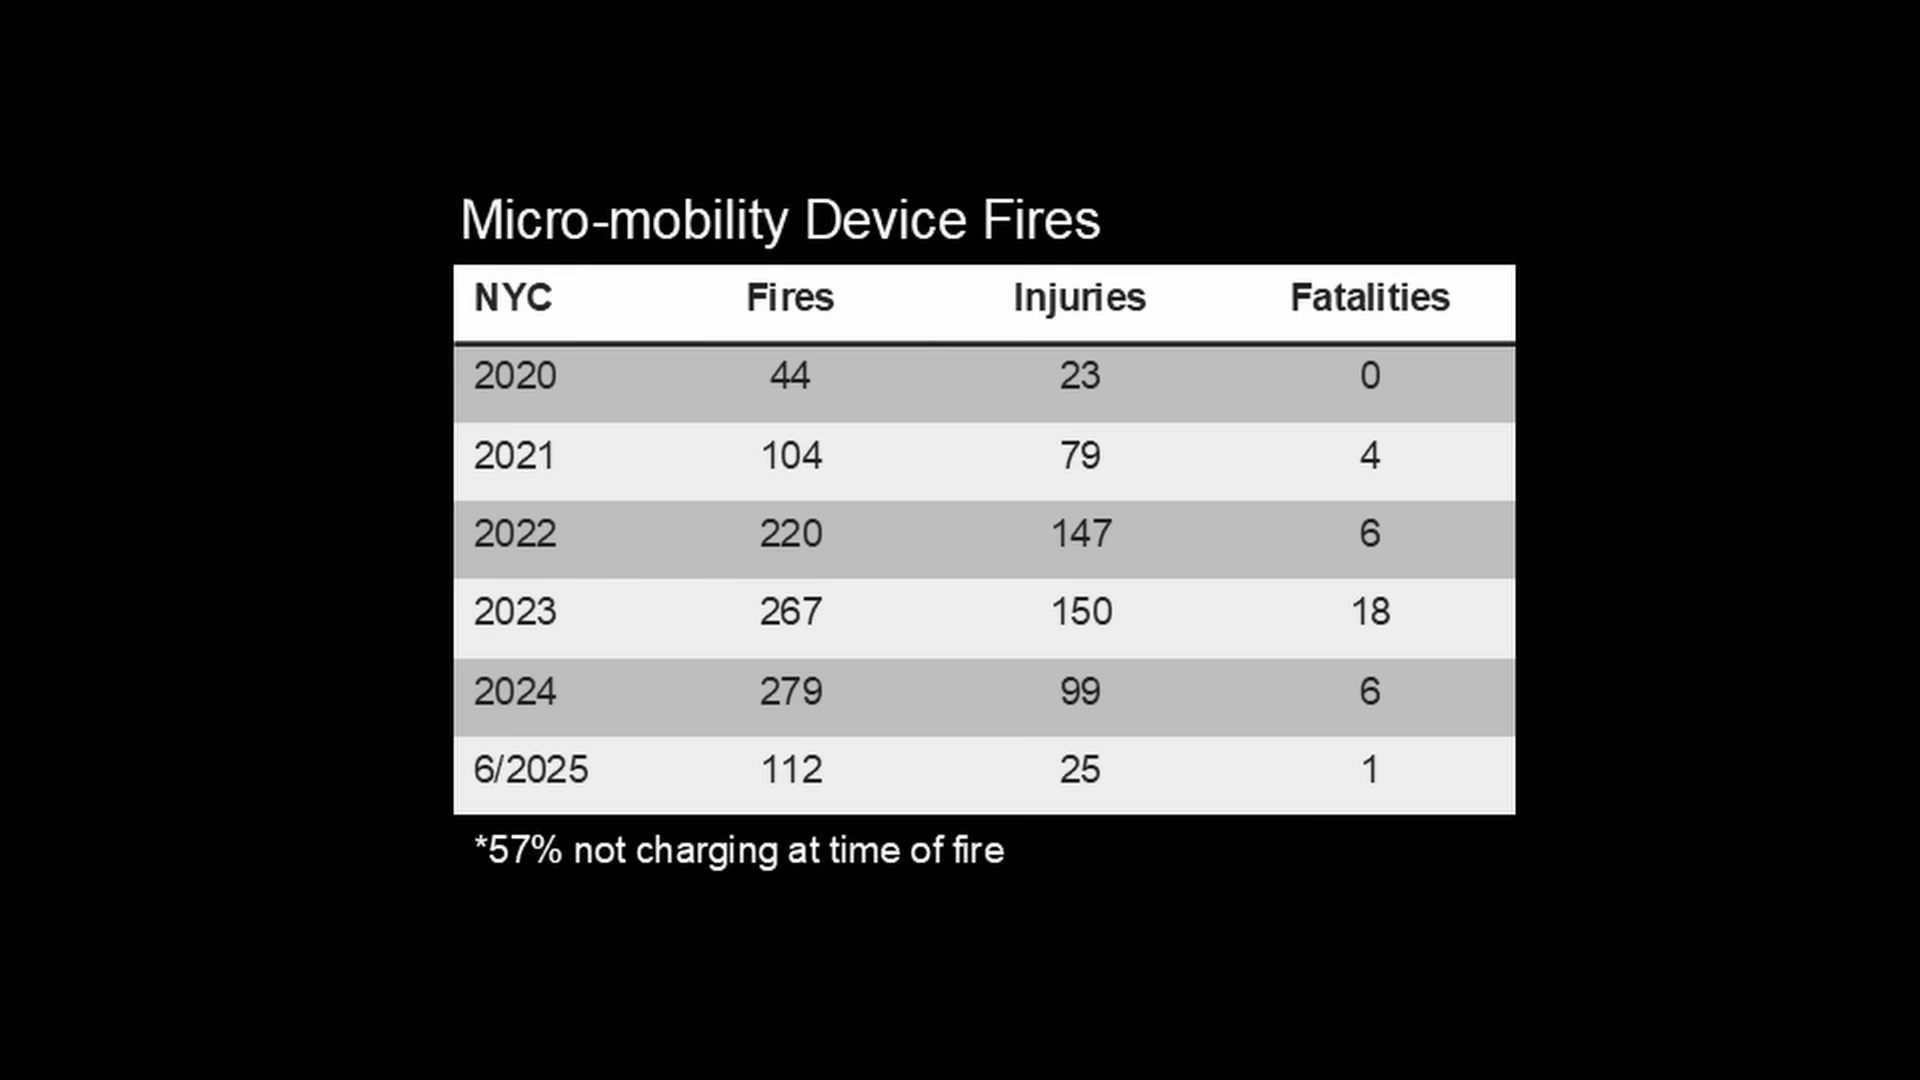 Micro-mobility Device Fires
NYC Fires Injuries Fatalities
2020 44 23 0
2021 104 79 4
2022 220 147 6
2023 267 150 18
2024 279 99 6
6/2025 112 25 1
*57% not charging at time of fire